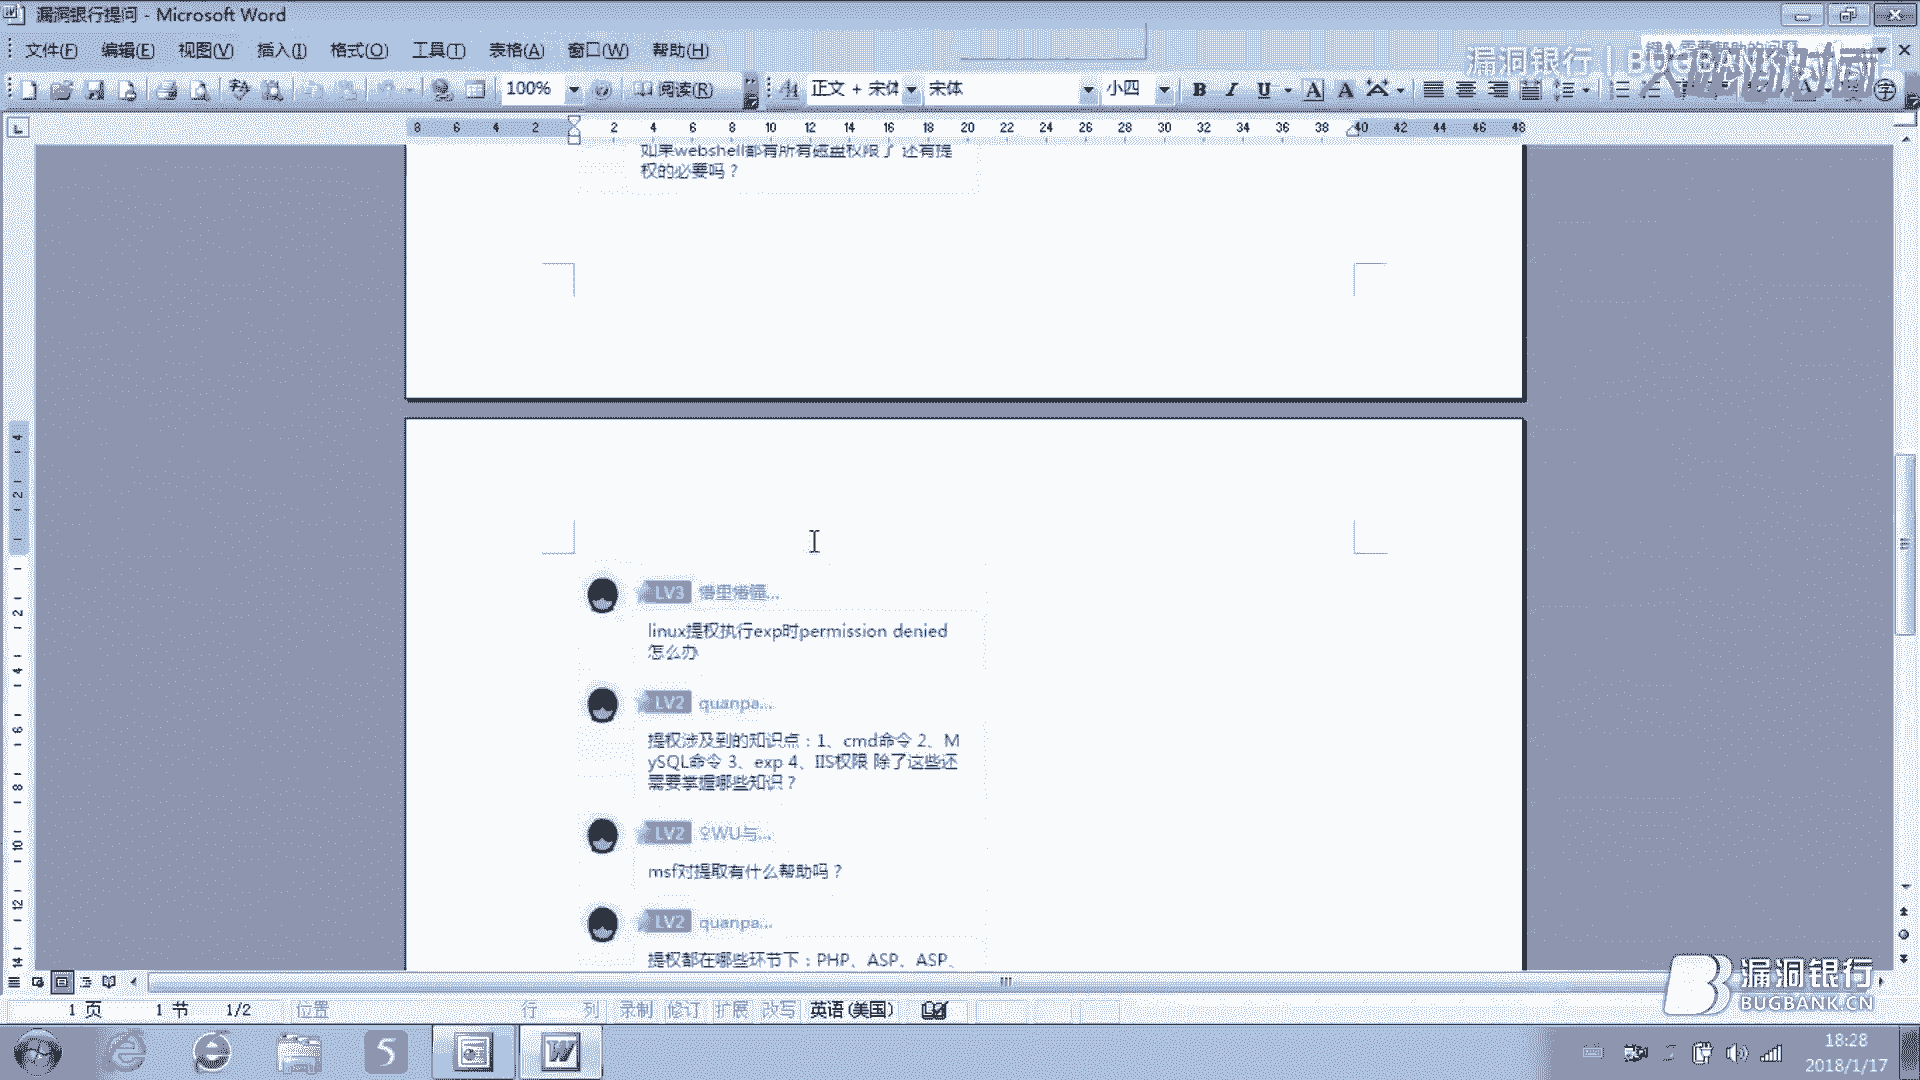 漏洞银行提问 - Microsoft Word
文件(F) 编辑(E) 视图(V) 插入(I) 格式(O) 工具(T) 表格(A) 窗口(W) 帮助(H)
漏洞银行 | BUGBANK
100% 阅读(R) 正文 + 宋体 宋体 小四 B I U A A
8 6 4 2 2 4 6 8 10 12 14 16 18 20 22 24 26 28 30 32 34 36 38 40 42 44 46 48
如果webshell都有所有磁盘权限了 还有提
权的必要吗？
LV3
linux提权执行exp时permission denied
怎么办
LV2 quanpa...
提权涉及到的知识点：1、cmd命令 2、M
ySQL命令 3、exp 4、IIS权限 除了这些还
需要掌握哪些知识？
LV2 WU与...
msf对提取有什么帮助吗？
LV2 quanpa...
提权都在哪些环节下：PHP、ASP、ASP、
漏洞银行
BUGBANK.CN
1 页 1 节 1/2 位置 行 列 录制 修订 扩展 改写 英语(美国)
18:28
2018/1/17